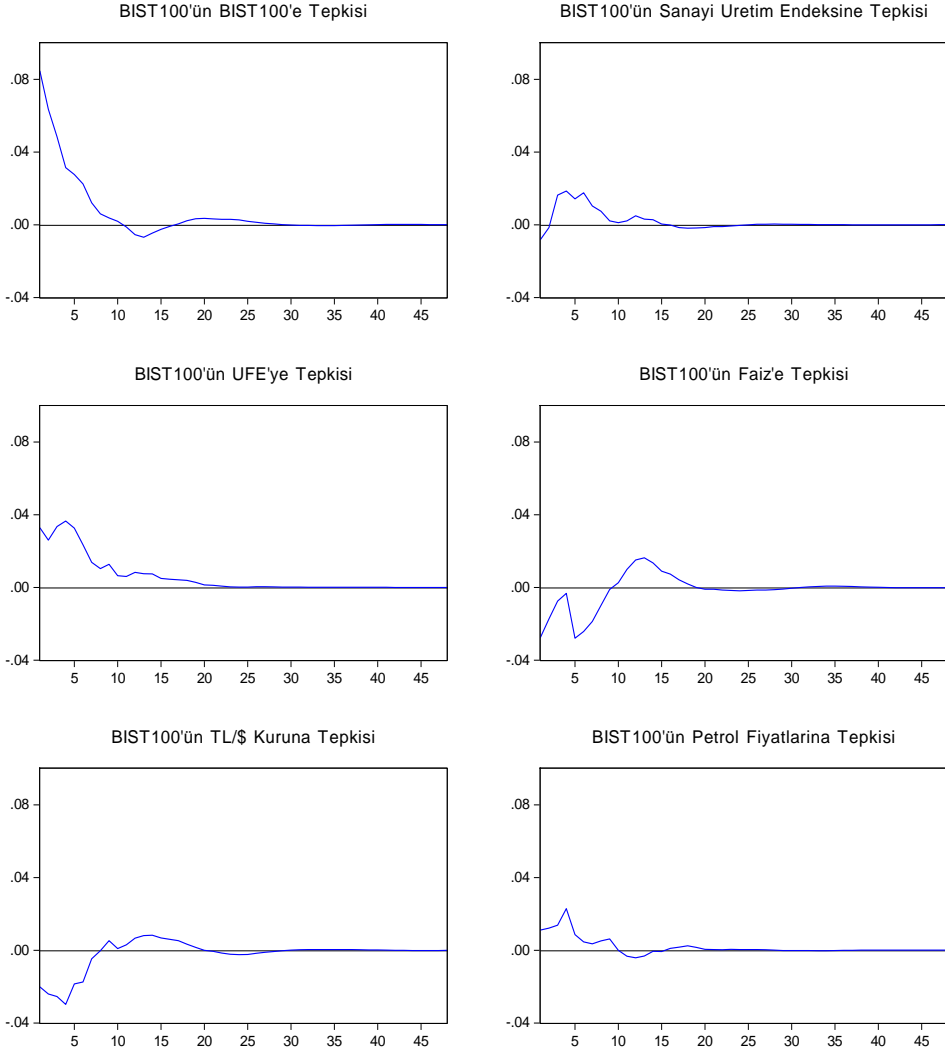 BIST100'ün BIST100'e Tepkisi
.08
.04
.00
-.04
5 10 15 20 25 30 35 40 45
BIST100'ün Sanayi Uretim Endeksine Tepkisi
.08
.04
.00
-.04
5 10 15 20 25 30 35 40 45
BIST100'ün UFE'ye Tepkisi
.08
.04
.00
-.04
5 10 15 20 25 30 35 40 45
BIST100'ün Faiz'e Tepkisi
.08
.04
.00
-.04
5 10 15 20 25 30 35 40 45
BIST100'ün TL/$ Kuruna Tepkisi
.08
.04
.00
-.04
5 10 15 20 25 30 35 40 45
BIST100'ün Petrol Fiyatlarina Tepkisi
.08
.04
.00
-.04
5 10 15 20 25 30 35 40 45